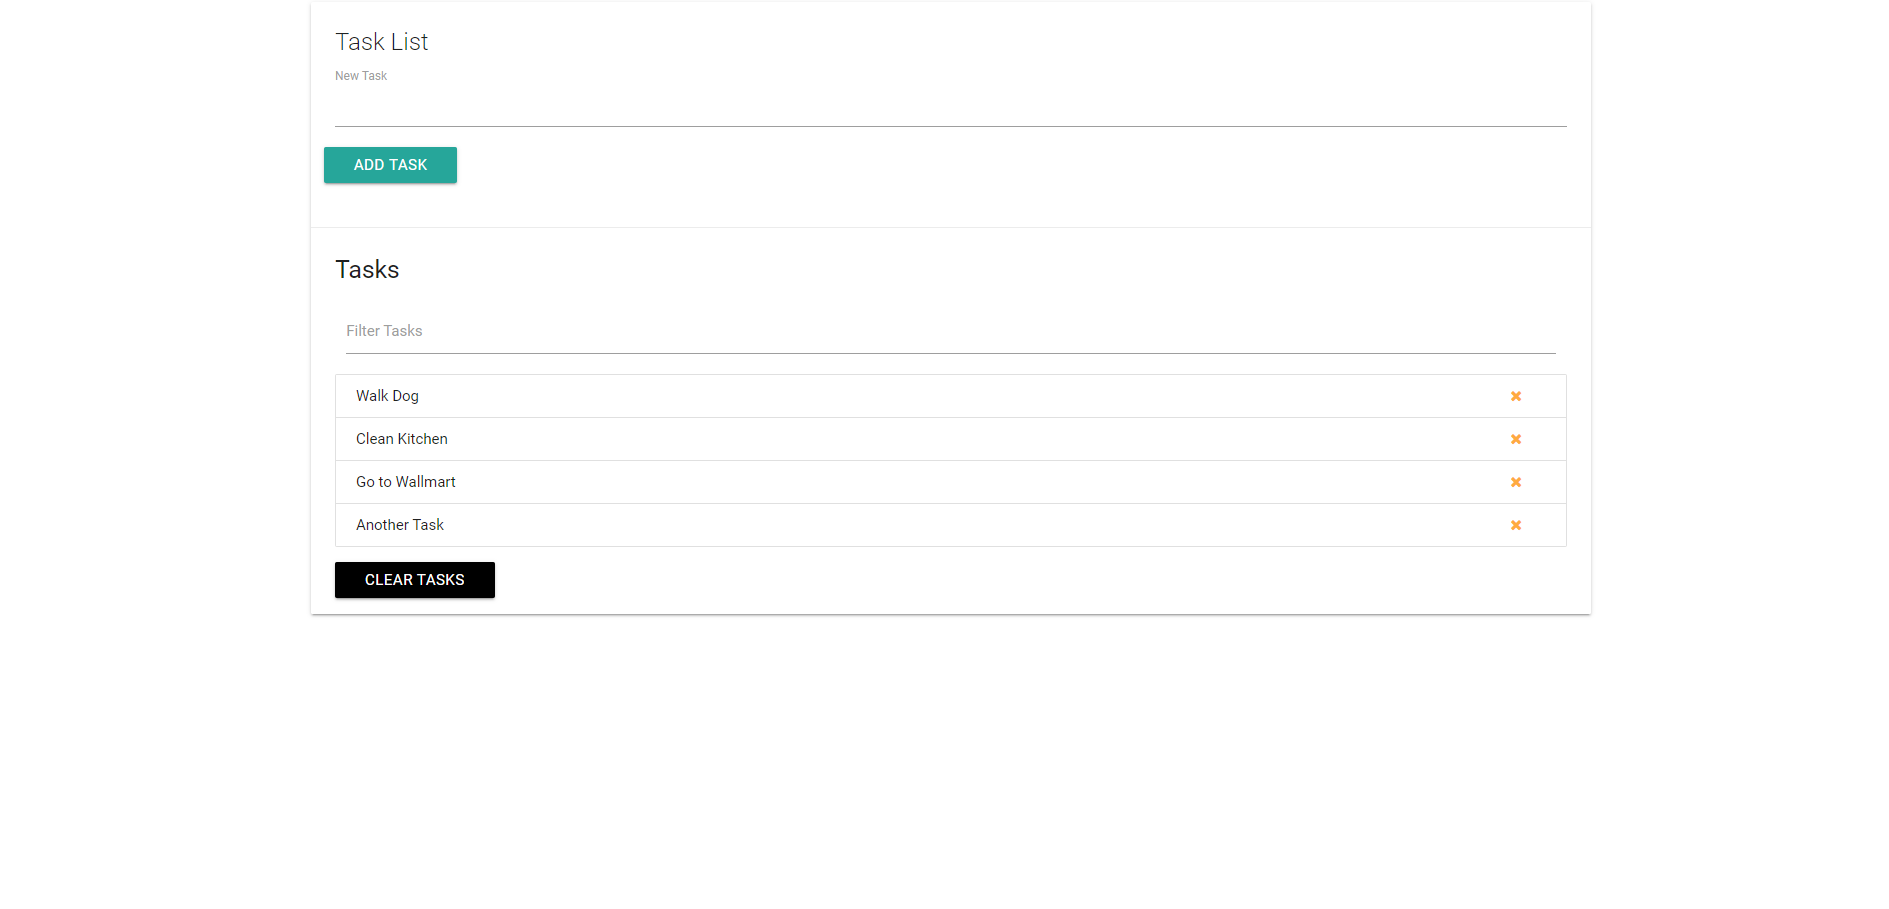 Task List
New Task
ADD TASK
Tasks
Filter Tasks
Walk Dog
Clean Kitchen
Go to Wallmart
Another Task
CLEAR TASKS